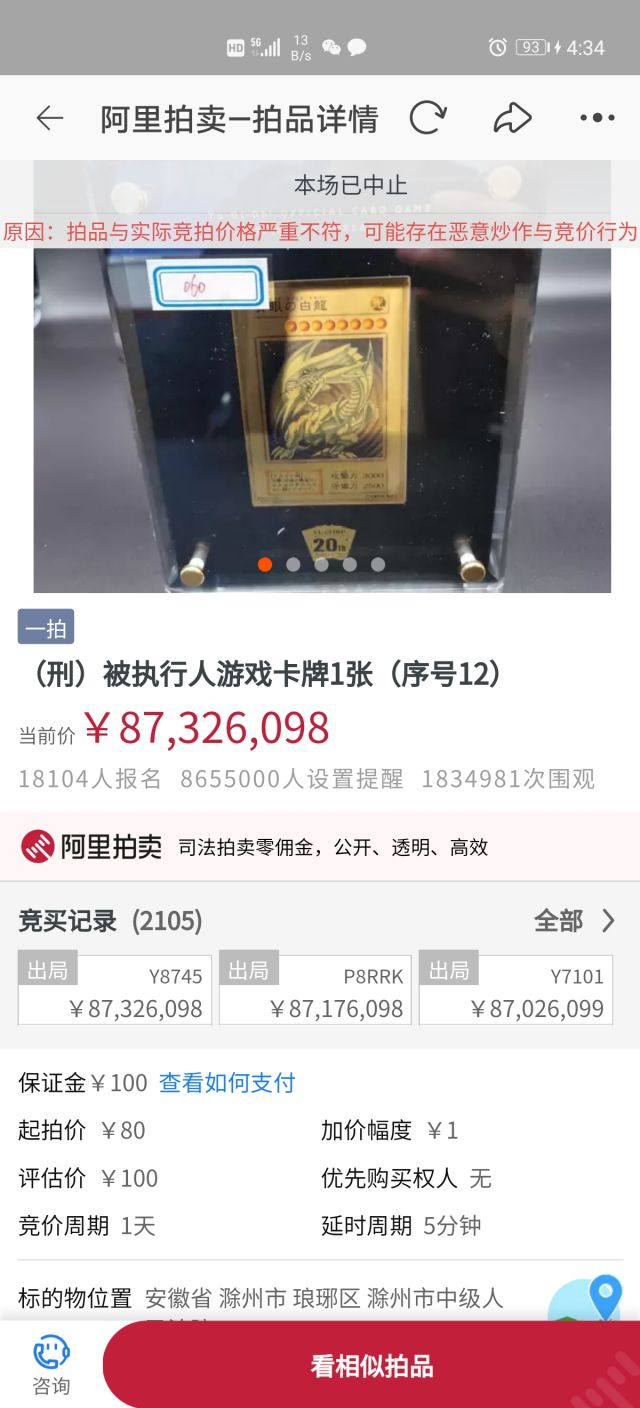 HD 5G 13 B/s 93 4:34
阿里拍卖-拍品详情
本场已中止
原因：拍品与实际竞拍价格严重不符，可能存在恶意炒作与竞价行为
060
眼の白龍
3000
2500
20th
一拍
（刑）被执行人游戏卡牌1张（序号12）
当前价 ￥87,326,098
18104人报名 8655000人设置提醒 1834981次围观
阿里拍卖 司法拍卖零佣金，公开、透明、高效
竞买记录 (2105) 全部
出局 Y8745 出局 P8RRK 出局 Y7101
￥87,326,098 ￥87,176,098 ￥87,026,099
保证金￥100 查看如何支付
起拍价 ￥80 加价幅度 ￥1
评估价 ￥100 优先购买权人 无
竞价周期 1天 延时周期 5分钟
标的物位置 安徽省 滁州市 琅琊区 滁州市中级人
咨询
看相似拍品